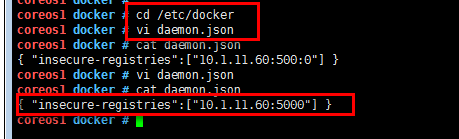 coreos1 docker # cd /etc/docker
coreos1 docker # vi daemon.json
coreos1 docker # cat daemon.json
{ "insecure-registries":["10.1.11.60:500:0"] }
coreos1 docker # vi daemon.json
coreos1 docker # cat daemon.json
{ "insecure-registries":["10.1.11.60:5000"] }
coreos1 docker #